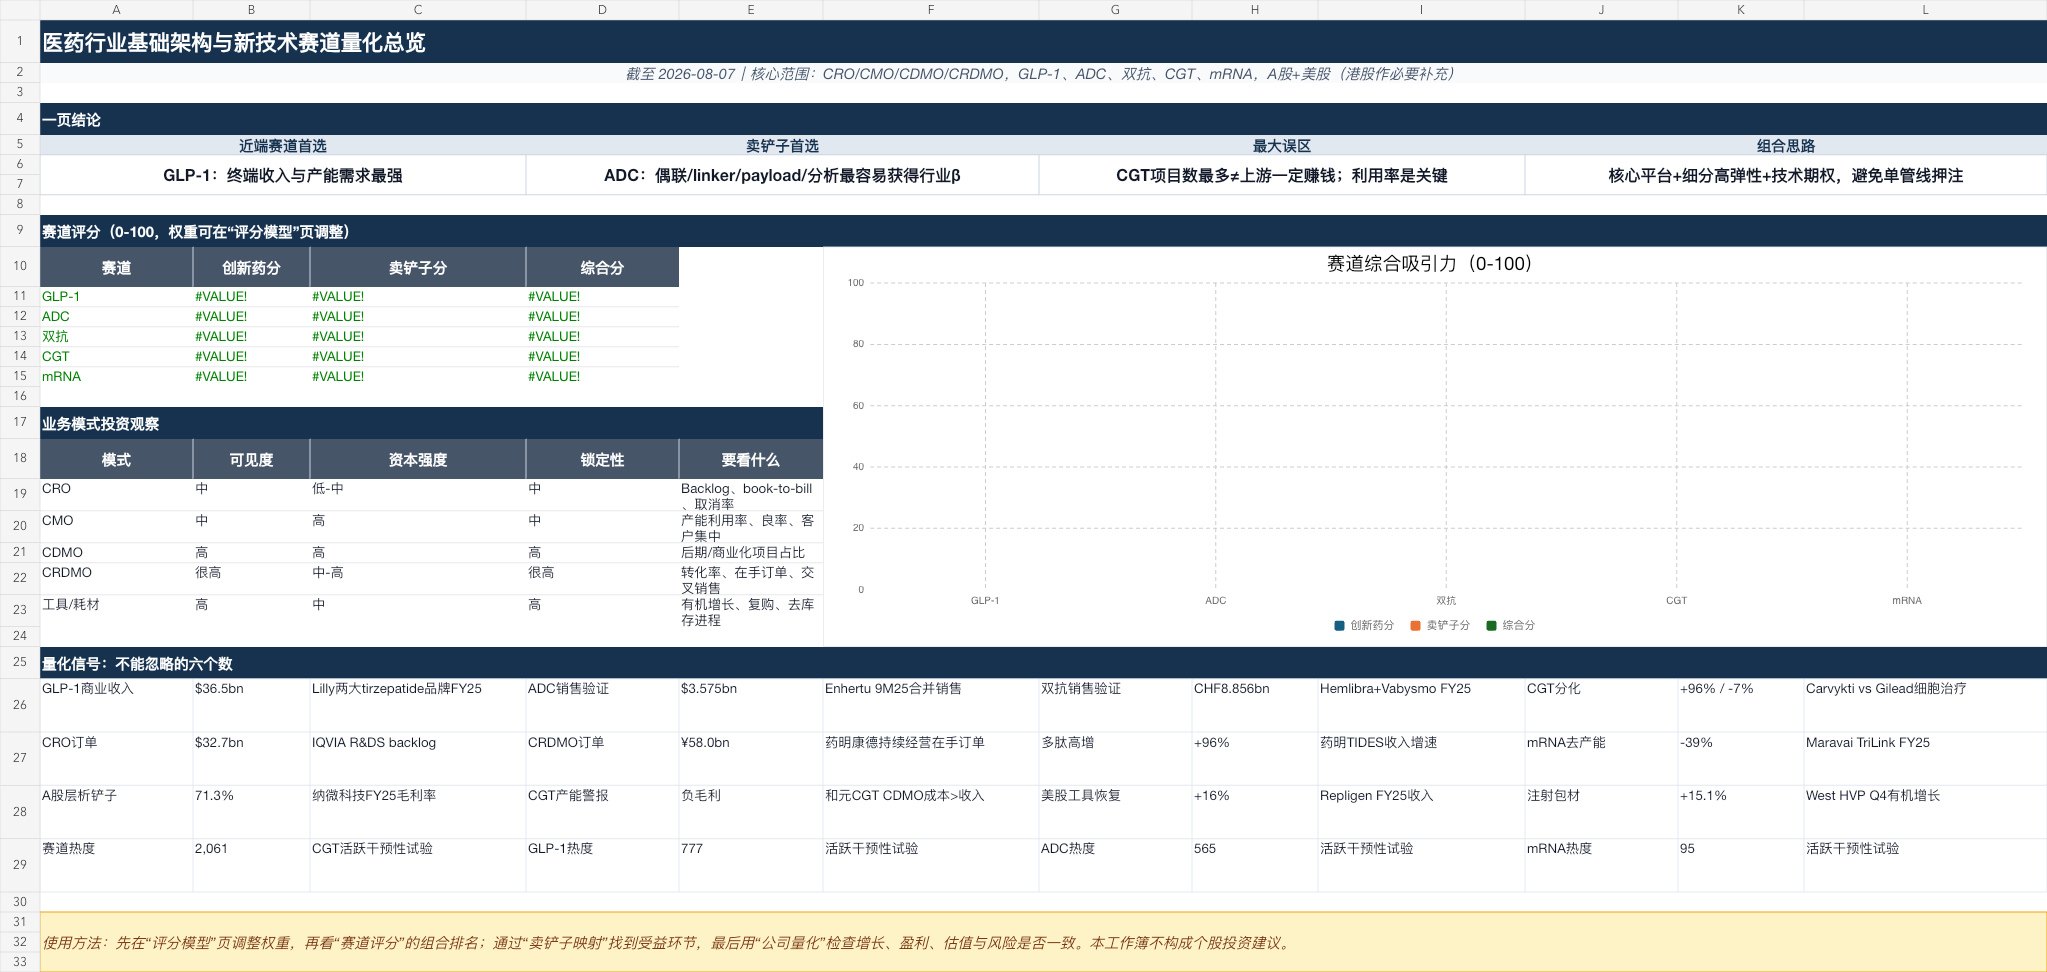 A B C D E F G H I J K L
1 医药行业基础架构与新技术赛道量化总览
2 截至 2026-08-07｜核心范围：CRO/CMO/CDMO/CRDMO，GLP-1、ADC、双抗、CGT、mRNA，A股+美股（港股作必要补充）
3
4 一页结论
5 近端赛道首选 卖铲子首选 最大误区 组合思路
6
GLP-1：终端收入与产能需求最强 ADC：偶联/linker/payload/分析最容易获得行业β CGT项目数最多≠上游一定赚钱；利用率是关键 核心平台+细分高弹性+技术期权，避免单管线押注
7
8
9 赛道评分（0-100，权重可在“评分模型”页调整）
10 赛道 创新药分 卖铲子分 综合分
11 GLP-1 #VALUE! #VALUE! #VALUE!
12 ADC #VALUE! #VALUE! #VALUE!
13 双抗 #VALUE! #VALUE! #VALUE!
14 CGT #VALUE! #VALUE! #VALUE!
15 mRNA #VALUE! #VALUE! #VALUE!
16
17 业务模式投资观察
18 模式 可见度 资本强度 锁定性 要看什么
19 CRO 中 低-中 中 Backlog、book-to-bill
、取消率
20 CMO 中 高 中 产能利用率、良率、客
户集中
21 CDMO 高 高 高 后期/商业化项目占比
22 CRDMO 很高 中-高 很高 转化率、在手订单、交
叉销售
23 工具/耗材 高 中 高 有机增长、复购、去库
存进程
24
赛道综合吸引力（0-100）
100
80
60
40
20
0
GLP-1 ADC 双抗 CGT mRNA
创新药分 卖铲子分 综合分
25 量化信号：不能忽略的六个数
26 GLP-1商业收入 $36.5bn Lilly两大tirzepatide品牌FY25 ADC销售验证 $3.575bn Enhertu 9M25合并销售 双抗销售验证 CHF8.856bn Hemlibra+Vabysmo FY25 CGT分化 +96% / -7% Carvykti vs Gilead细胞治疗
27 CRO订单 $32.7bn IQVIA R&DS backlog CRDMO订单 ¥58.0bn 药明康德持续经营在手订单 多肽高增 +96% 药明TIDES收入增速 mRNA去产能 -39% Maravai TriLink FY25
28 A股层析铲子 71.3% 纳微科技FY25毛利率 CGT产能警报 负毛利 和元CGT CDMO成本>收入 美股工具恢复 +16% Repligen FY25收入 注射包材 +15.1% West HVP Q4有机增长
29 赛道热度 2,061 CGT活跃干预性试验 GLP-1热度 777 活跃干预性试验 ADC热度 565 活跃干预性试验 mRNA热度 95 活跃干预性试验
30
31
32 使用方法：先在“评分模型”页调整权重，再看“赛道评分”的组合排名；通过“卖铲子映射”找到受益环节，最后用“公司量化”检查增长、盈利、估值与风险是否一致。本工作簿不构成个股投资建议。
33